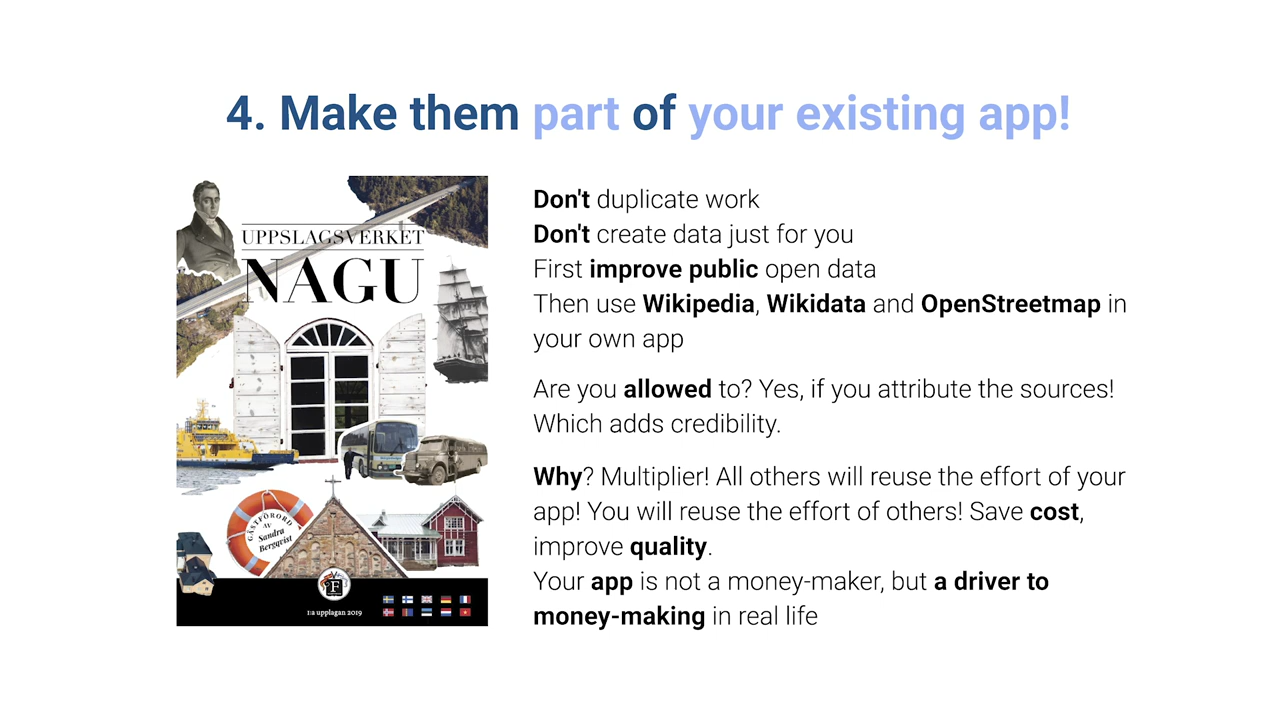 4. Make them part of your existing app!
UPPSLAGSVERKET
NAGU
GÄSTFÖRORD
AV
Sandra
Bergqvist
F
1:a upplagan 2019
Don't duplicate work
Don't create data just for you
First improve public open data
Then use Wikipedia, Wikidata and OpenStreetmap in
your own app
Are you allowed to? Yes, if you attribute the sources!
Which adds credibility.
Why? Multiplier! All others will reuse the effort of your
app! You will reuse the effort of others! Save cost,
improve quality.
Your app is not a money-maker, but a driver to
money-making in real life